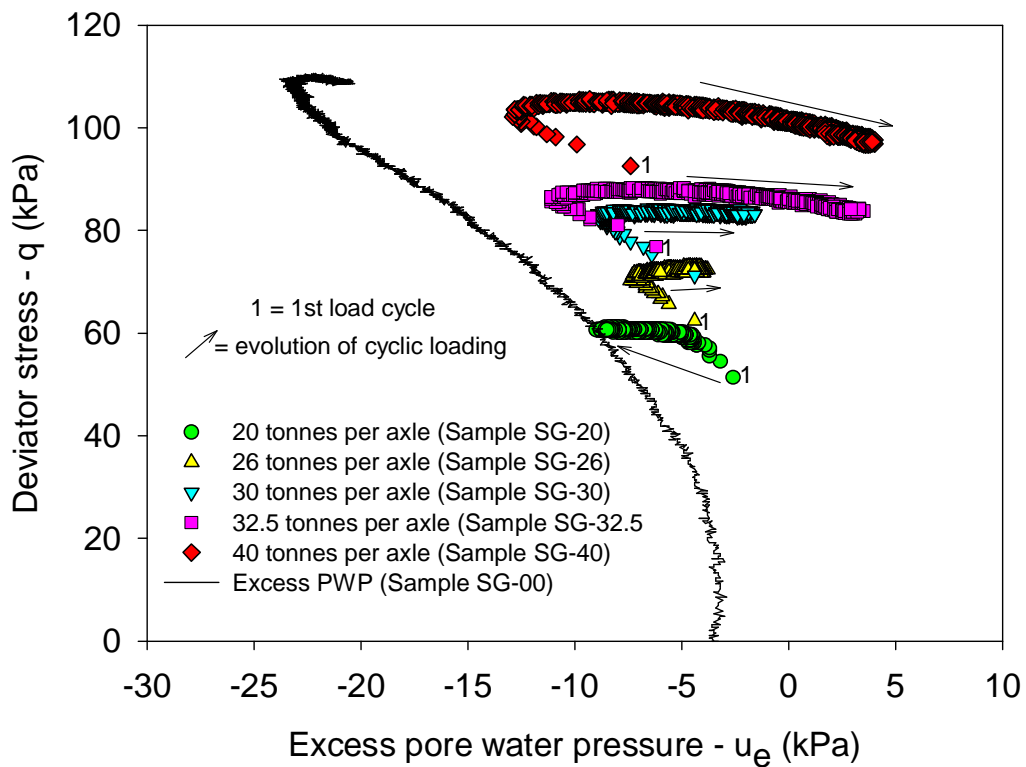 120
100
80
60
40
20
0
Deviator stress - q (kPa)
1
1
1
1
1 = 1st load cycle
= evolution of cyclic loading
20 tonnes per axle (Sample SG-20)
26 tonnes per axle (Sample SG-26)
30 tonnes per axle (Sample SG-30)
32.5 tonnes per axle (Sample SG-32.5
40 tonnes per axle (Sample SG-40)
Excess PWP (Sample SG-00)
-30 -25 -20 -15 -10 -5 0 5 10
Excess pore water pressure - ue (kPa)